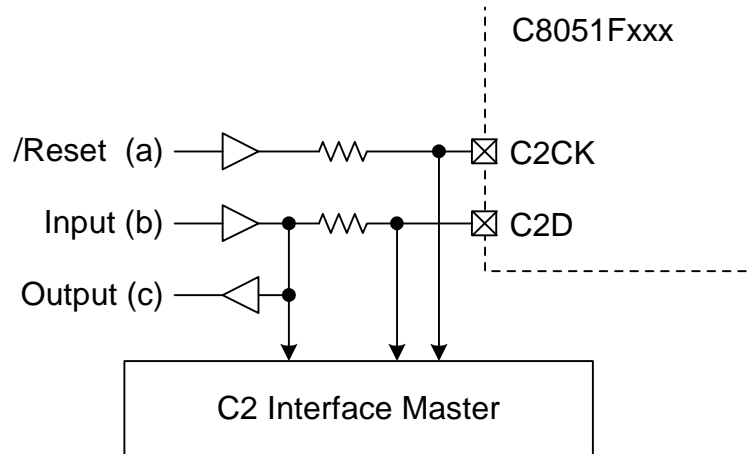 C8051Fxxx
/Reset (a)
C2CK
Input (b)
C2D
Output (c)
C2 Interface Master